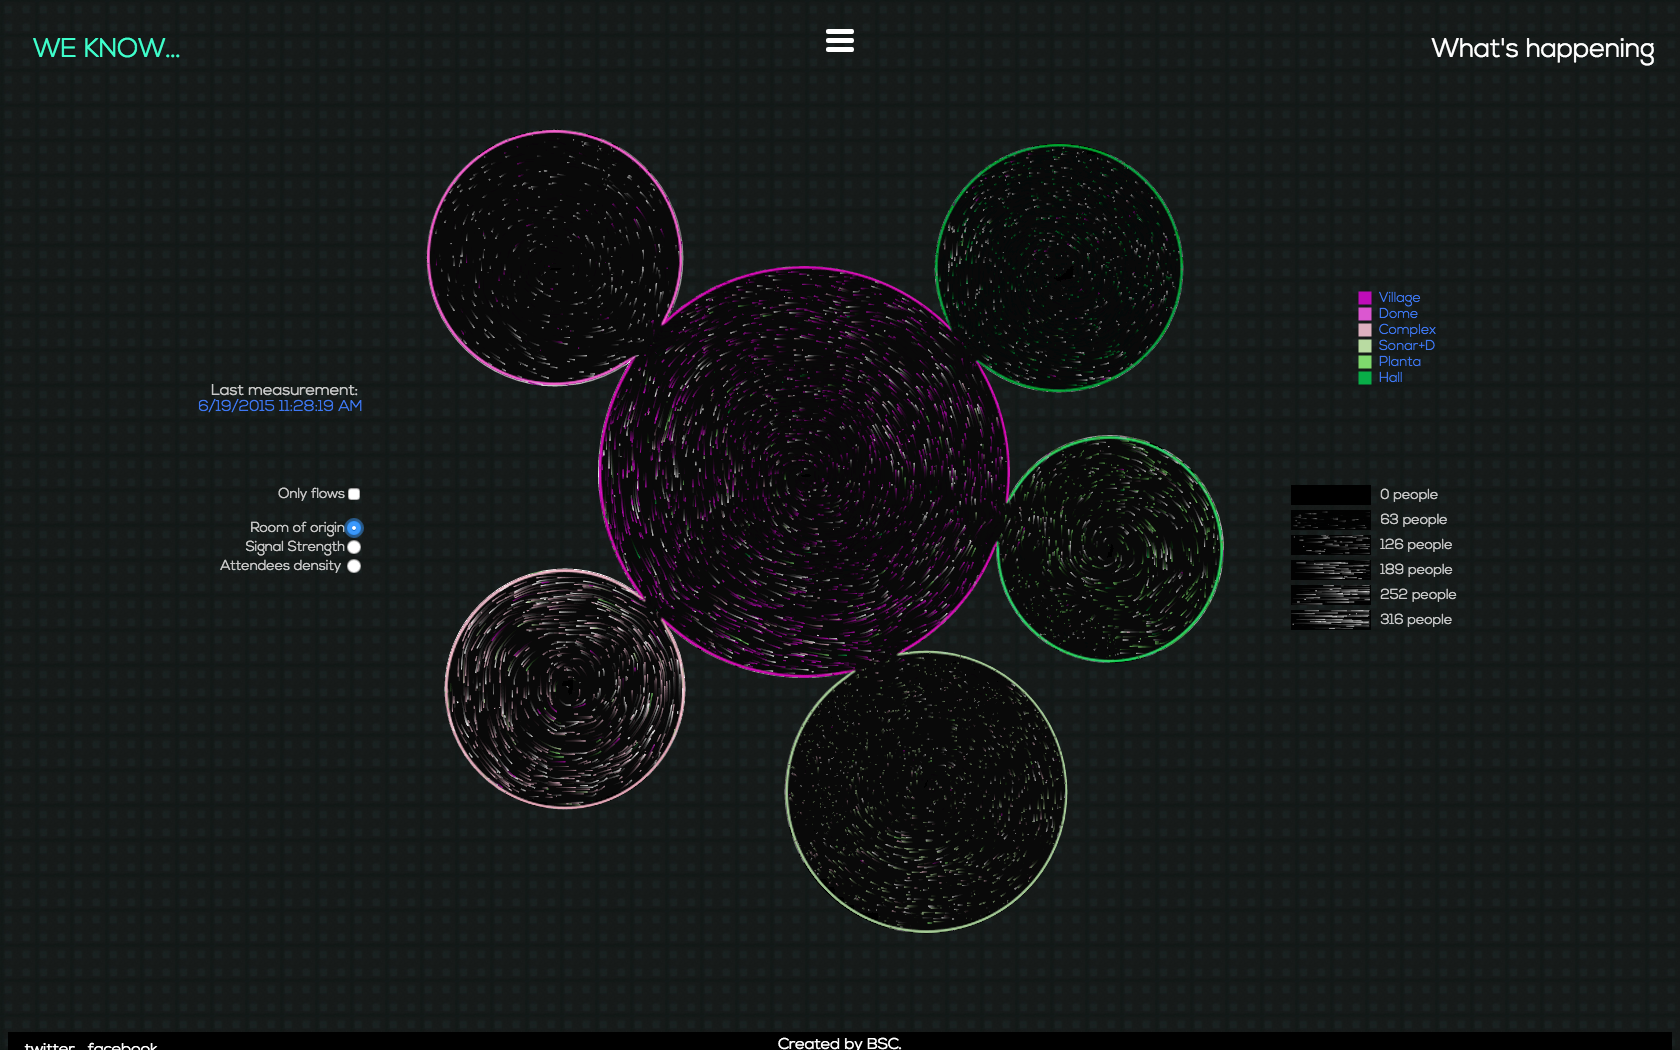 WE KNOW...
What's happening
Last measurement:
6/19/2015 11:28:19 AM
Only flows
Room of origin
Signal Strength
Attendees density
Village
Dome
Complex
Sonar+D
Planta
Hall
0 people
63 people
126 people
189 people
252 people
316 people
twitter facebook
Created by BSC.